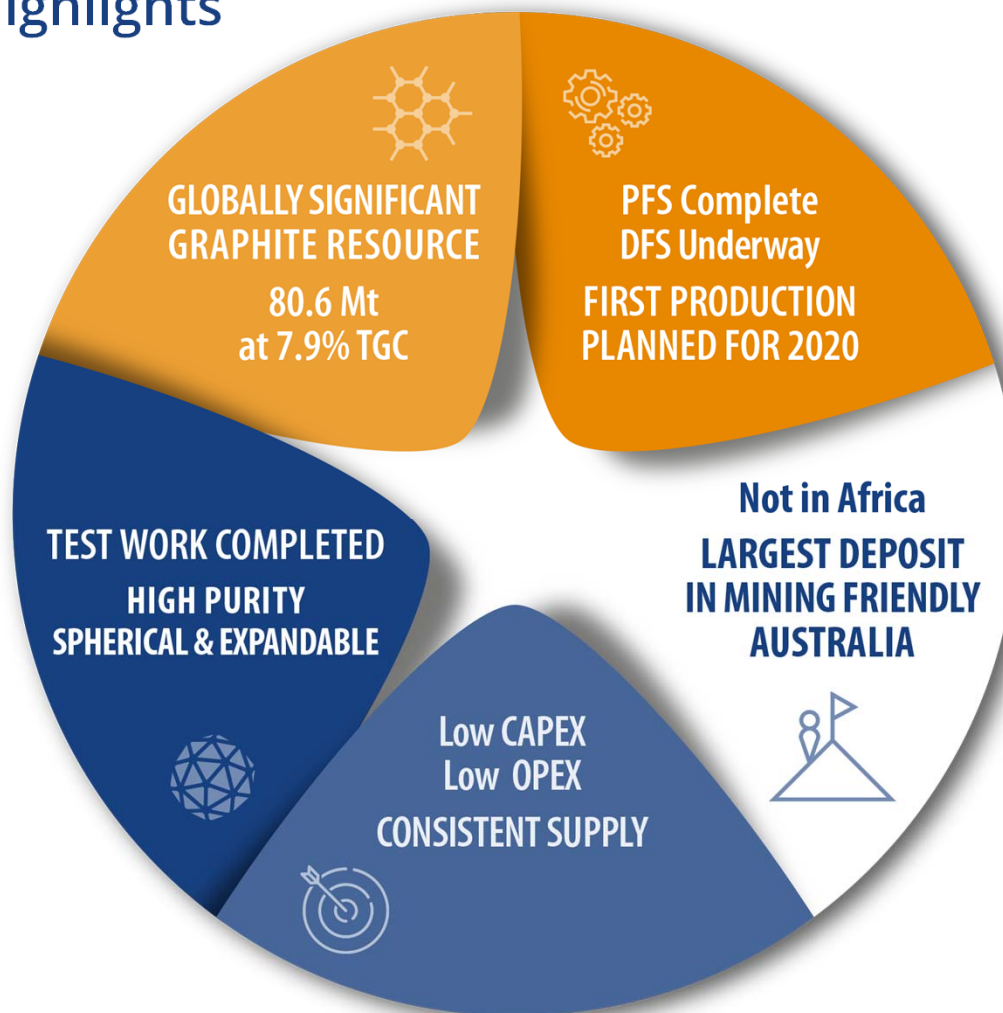 ighlights
GLOBALLY SIGNIFICANT
GRAPHITE RESOURCE
80.6 Mt
at 7.9% TGC
PFS Complete
DFS Underway
FIRST PRODUCTION
PLANNED FOR 2020
Not in Africa
LARGEST DEPOSIT
IN MINING FRIENDLY
AUSTRALIA
Low CAPEX
Low OPEX
CONSISTENT SUPPLY
TEST WORK COMPLETED
HIGH PURITY
SPHERICAL & EXPANDABLE